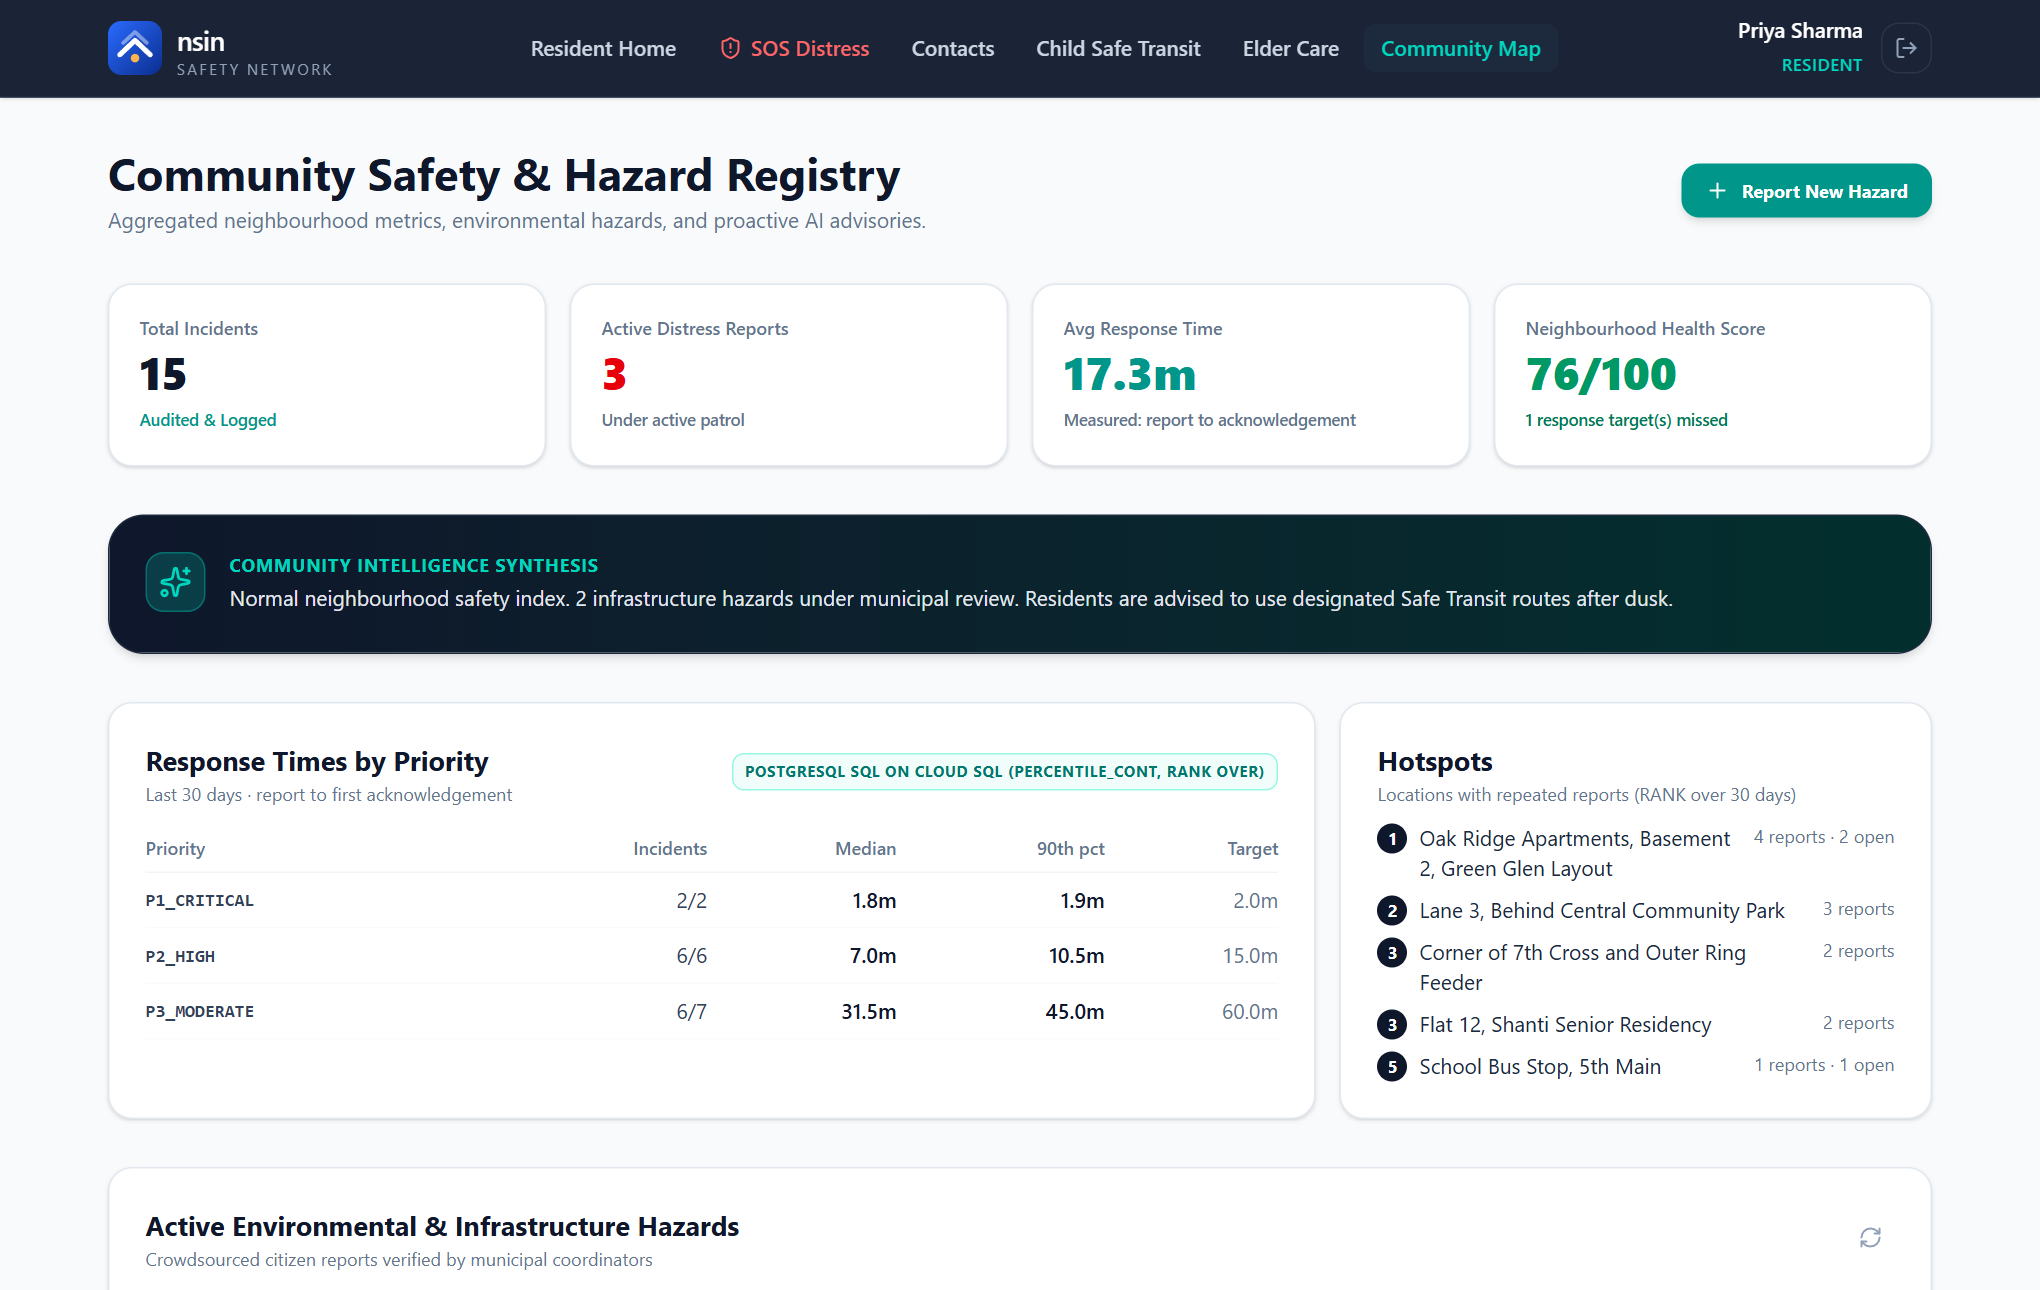 nsin
SAFETY NETWORK
Resident Home
SOS Distress
Contacts
Child Safe Transit
Elder Care
Community Map
Priya Sharma
RESIDENT
Community Safety & Hazard Registry
Aggregated neighbourhood metrics, environmental hazards, and proactive AI advisories.
Report New Hazard
Total Incidents
15
Audited & Logged
Active Distress Reports
3
Under active patrol
Avg Response Time
17.3m
Measured: report to acknowledgement
Neighbourhood Health Score
76/100
1 response target(s) missed
COMMUNITY INTELLIGENCE SYNTHESIS
Normal neighbourhood safety index. 2 infrastructure hazards under municipal review. Residents are advised to use designated Safe Transit routes after dusk.
Response Times by Priority
Last 30 days · report to first acknowledgement
POSTGRESQL SQL ON CLOUD SQL (PERCENTILE_CONT, RANK OVER)
Priority Incidents Median 90th pct Target
P1_CRITICAL 2/2 1.8m 1.9m 2.0m
P2_HIGH 6/6 7.0m 10.5m 15.0m
P3_MODERATE 6/7 31.5m 45.0m 60.0m
Hotspots
Locations with repeated reports (RANK over 30 days)
1 Oak Ridge Apartments, Basement 4 reports · 2 open
2, Green Glen Layout
2 Lane 3, Behind Central Community Park 3 reports
3 Corner of 7th Cross and Outer Ring 2 reports
Feeder
3 Flat 12, Shanti Senior Residency 2 reports
5 School Bus Stop, 5th Main 1 reports · 1 open
Active Environmental & Infrastructure Hazards
Crowdsourced citizen reports verified by municipal coordinators